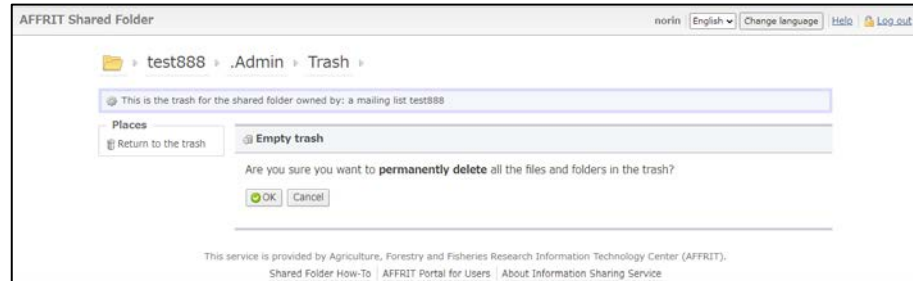 AFFRIT Shared Folder
norin English Change language Help Log out
test888 .Admin Trash
This is the trash for the shared folder owned by: a mailing list test888
Places
Return to the trash
Empty trash
Are you sure you want to permanently delete all the files and folders in the trash?
OK Cancel
This service is provided by Agriculture, Forestry and Fisheries Research Information Technology Center (AFFRIT).
Shared Folder How-To AFFRIT Portal for Users About Information Sharing Service